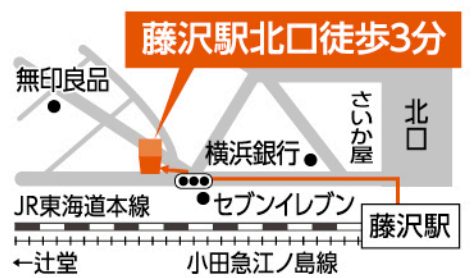 藤沢駅北口徒歩3分
無印良品
さいか屋
北口
横浜銀行
JR東海道本線
セブンイレブン
藤沢駅
←辻堂
小田急江ノ島線